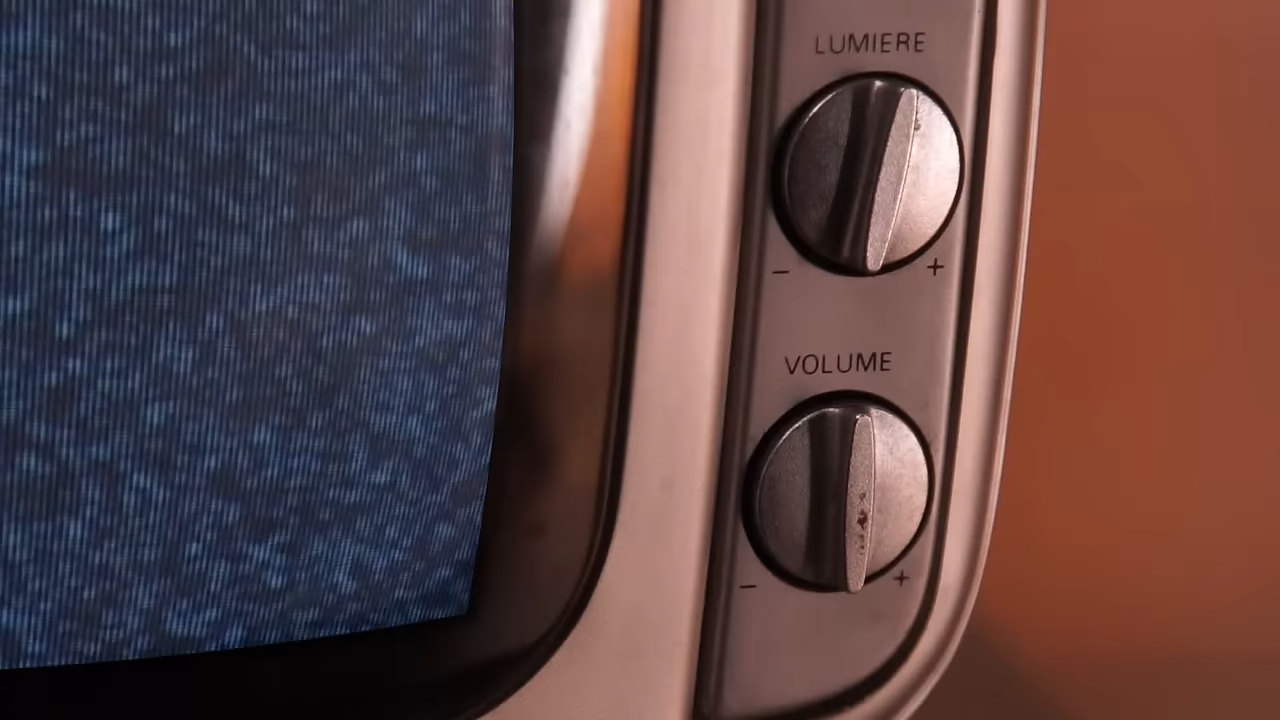 LUMIERE
– +
VOLUME
– +